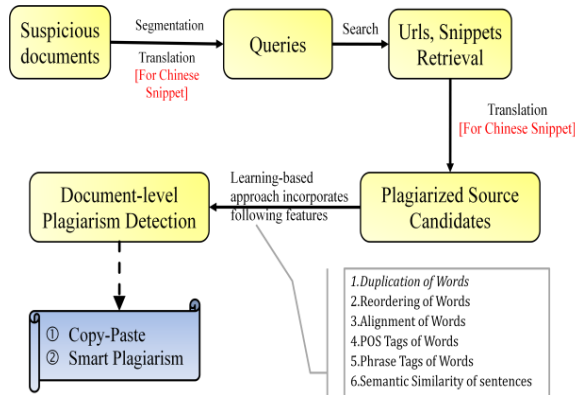 Suspicious
documents
Segmentation
Translation
[For Chinese
Snippet]
Queries
Search
Urls, Snippets
Retrieval
Translation
[For Chinese Snippet]
Plagiarized Source
Candidates
Learning-based
approach incorporates
following features
Document-level
Plagiarism Detection
① Copy-Paste
② Smart Plagiarism
1.Duplication of Words
2.Reordering of Words
3.Alignment of Words
4.POS Tags of Words
5.Phrase Tags of Words
6.Semantic Similarity of sentences